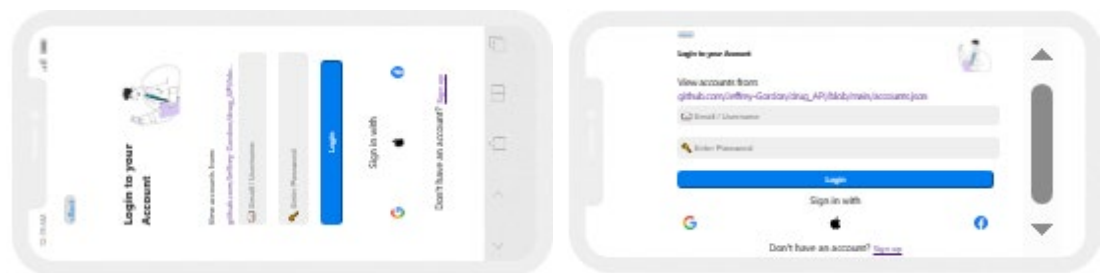 Login to your
Account
View accounts from:
Email / Username
Enter Password
Login
Sign in with
Don't have an account? Sign up
Login to your Account
View accounts from:
github.com/Jeffrey-Gordon/drug_API/blob/main/accounts.json
Email / Username
Enter Password
Login
Sign in with
Don't have an account? Sign up